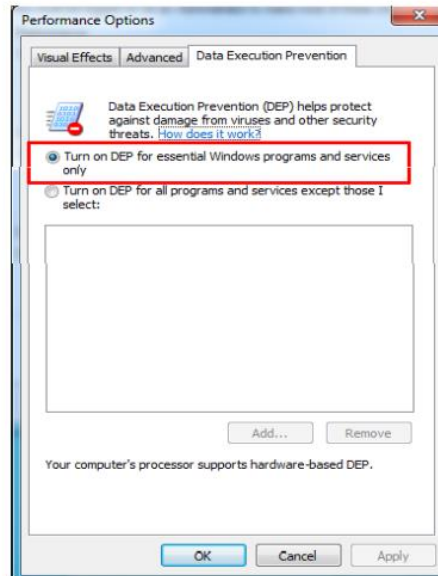 Performance Options
Visual Effects
Advanced
Data Execution Prevention
Data Execution Prevention (DEP) helps protect
against damage from viruses and other security
threats. How does it work?
Turn on DEP for essential Windows programs and services
only
Turn on DEP for all programs and services except those I
select:
Add...
Remove
Your computer's processor supports hardware-based DEP.
OK
Cancel
Apply